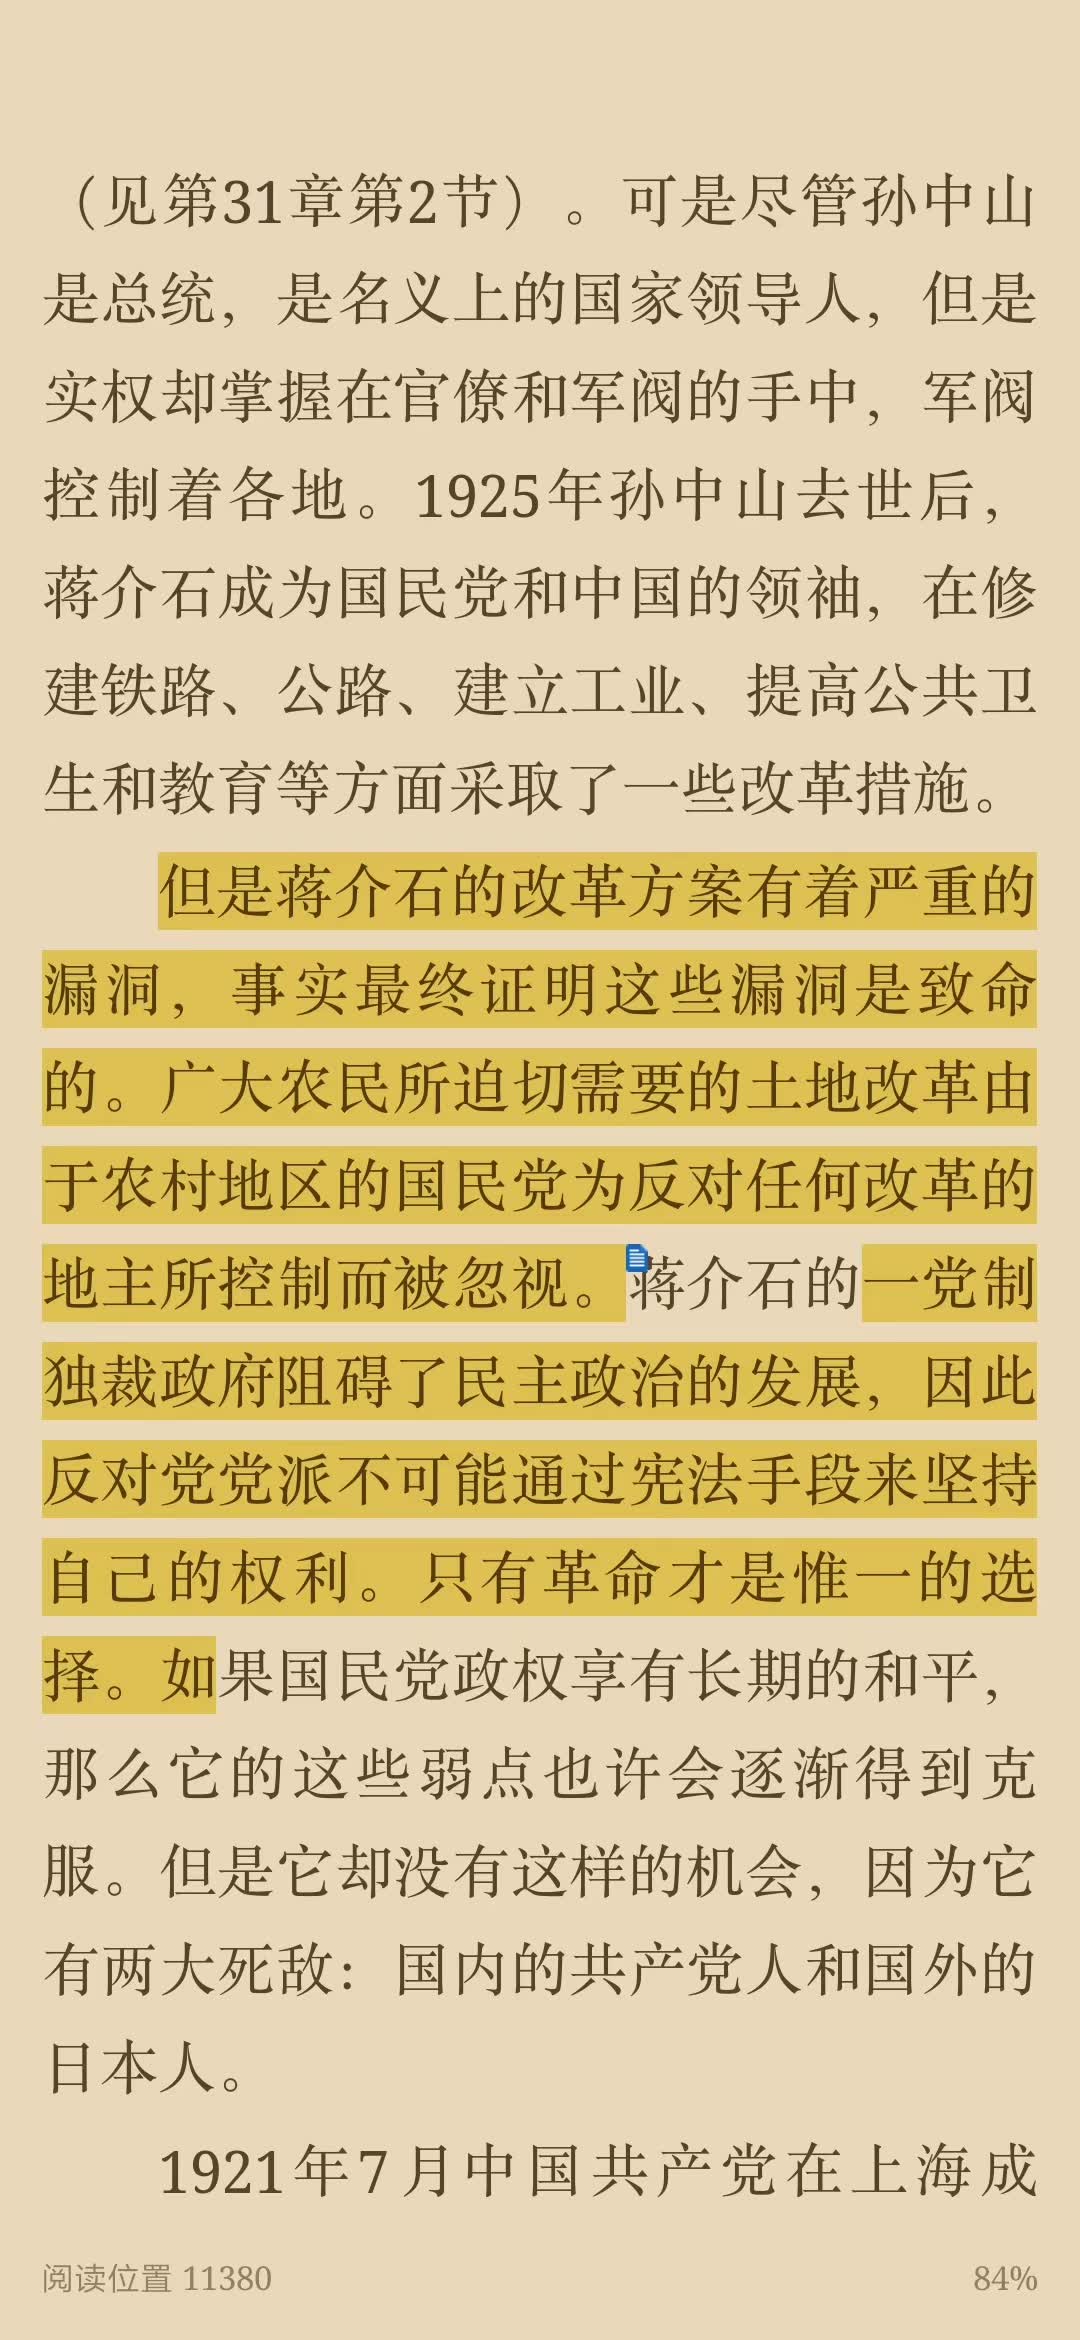 （见第31章第2节）。可是尽管孙中山
是总统，是名义上的国家领导人，但是
实权却掌握在官僚和军阀的手中，军阀
控制着各地。1925年孙中山去世后，
蒋介石成为国民党和中国的领袖，在修
建铁路、公路、建立工业、提高公共卫
生和教育等方面采取了一些改革措施。
但是蒋介石的改革方案有着严重的
漏洞，事实最终证明这些漏洞是致命
的。广大农民所迫切需要的土地改革由
于农村地区的国民党为反对任何改革的
地主所控制而被忽视。蒋介石的一党制
独裁政府阻碍了民主政治的发展，因此
反对党党派不可能通过宪法手段来坚持
自己的权利。只有革命才是惟一的选
择。如果国民党政权享有长期的和平，
那么它的这些弱点也许会逐渐得到克
服。但是它却没有这样的机会，因为它
有两大死敌：国内的共产党人和国外的
日本人。
1921年7月中国共产党在上海成
阅读位置 11380
84%